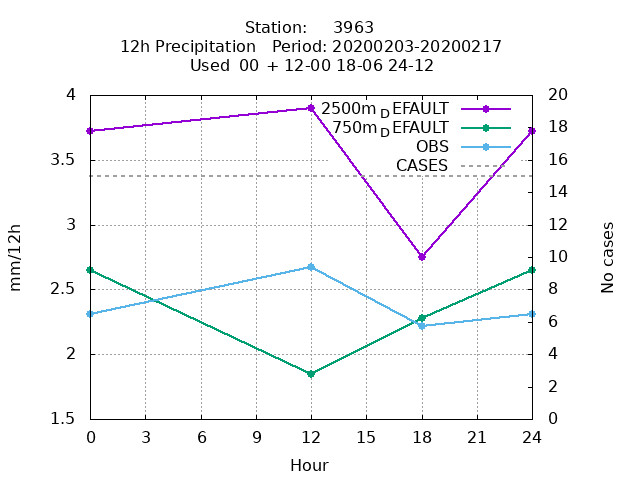 Station: 3963
12h Precipitation Period: 20200203-20200217
Used 00 + 12-00 18-06 24-12
4
3.5
3
2.5
2
1.5
mm/12h
20
18
16
14
12
10
8
6
4
2
0
No cases
2500m_DEFAULT
750m_DEFAULT
OBS
CASES
0 3 6 9 12 15 18 21 24
Hour